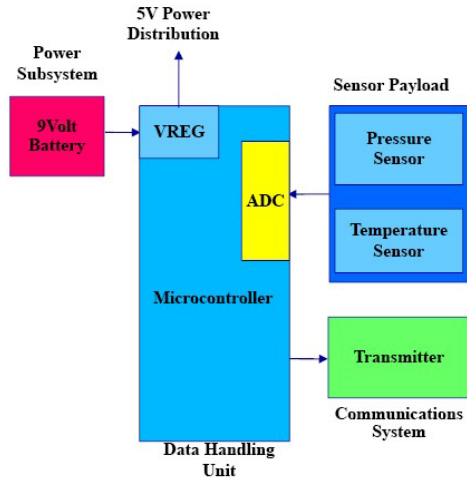 5V Power
Distribution
Power
Subsystem
9Volt
Battery
VREG
ADC
Microcontroller
Data Handling
Unit
Sensor Payload
Pressure
Sensor
Temperature
Sensor
Transmitter
Communications
System